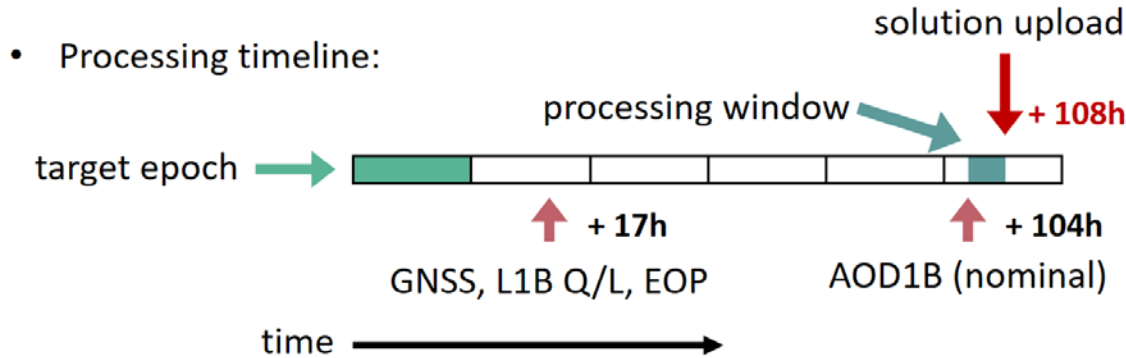 solution upload
• Processing timeline:
processing window
+ 108h
target epoch
+ 17h
+ 104h
GNSS, L1B Q/L, EOP
AOD1B (nominal)
time